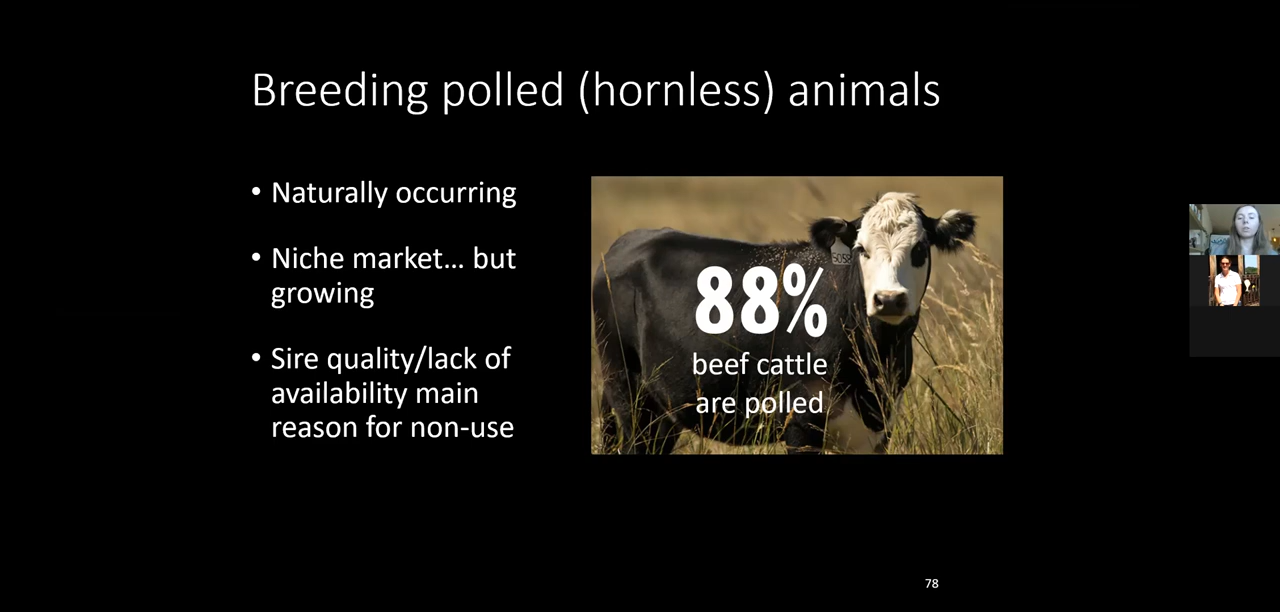 Breeding polled (hornless) animals
• Naturally occurring
• Niche market... but
growing
• Sire quality/lack of
availability main
reason for non-use
5058
88%
beef cattle
are polled
78